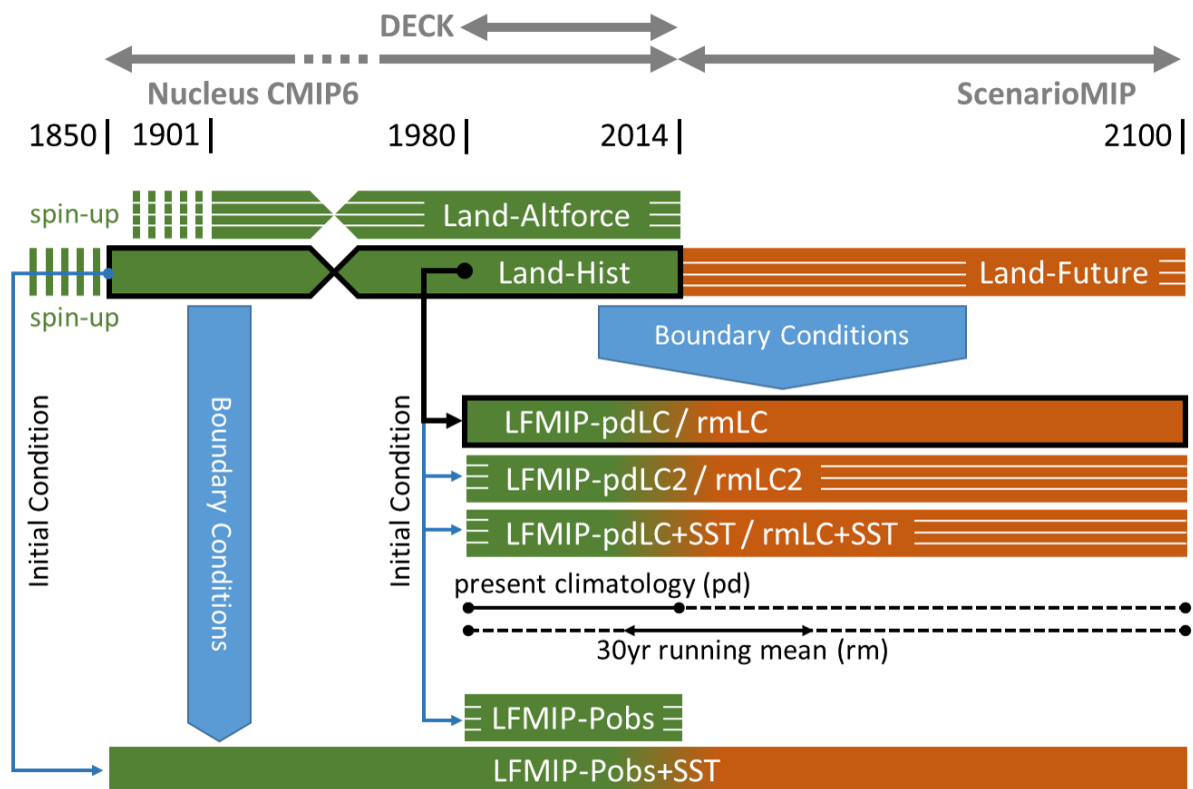 DECK
Nucleus CMIP6
ScenarioMIP
1850
1901
1980
2014
2100
spin-up
Land-Altforce
Land-Hist
Land-Future
spin-up
Boundary Conditions
Initial Condition
Boundary Conditions
Initial Condition
LFMIP-pdLC / rmLC
LFMIP-pdLC2 / rmLC2
LFMIP-pdLC+SST / rmLC+SST
present climatology (pd)
30yr running mean (rm)
LFMIP-Pobs
LFMIP-Pobs+SST